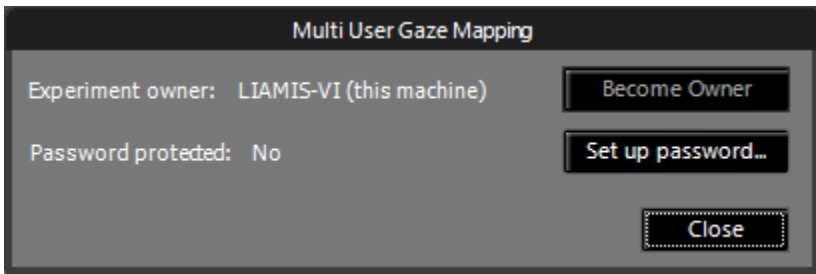 Multi User Gaze Mapping
Experiment owner: LIAMIS-VI (this machine) Become Owner
Password protected: No Set up password...
Close